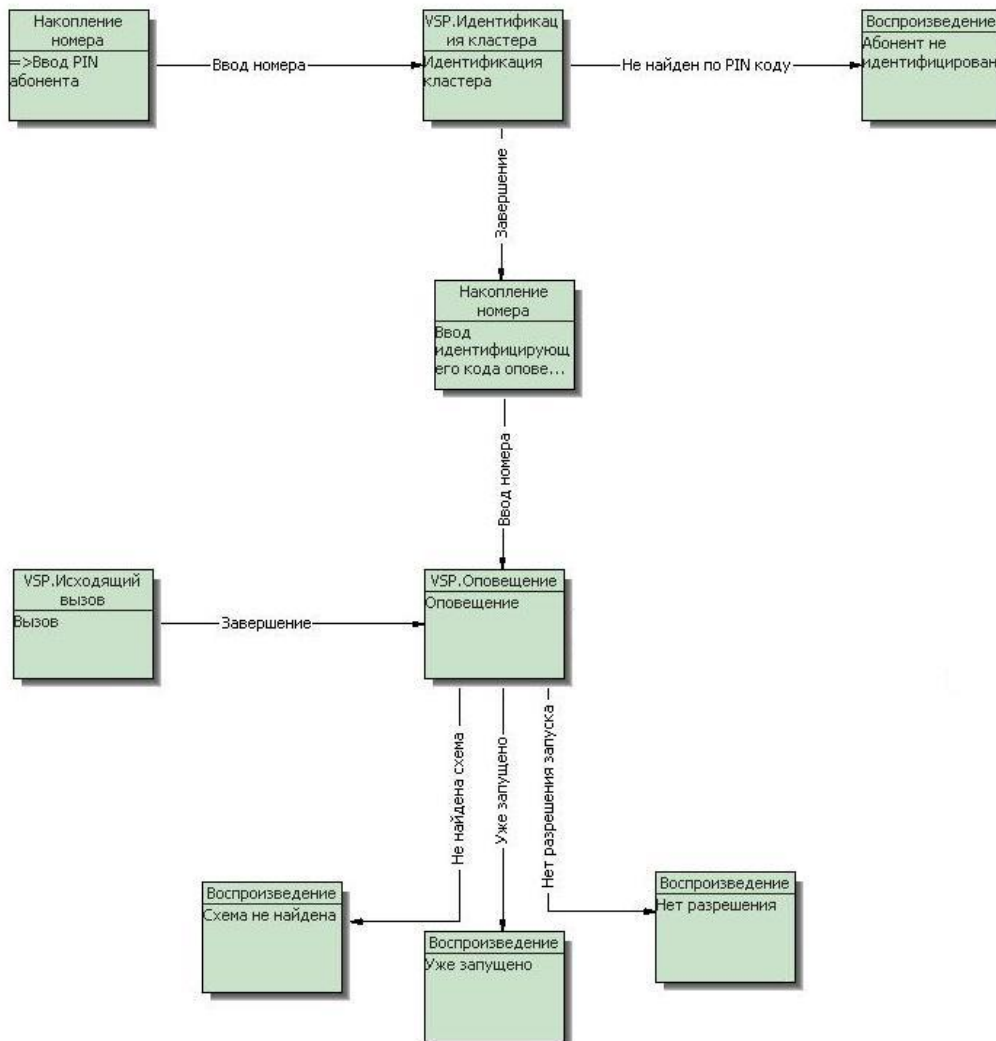 Накопление
номера
=>Ввод PIN
абонента
Ввод номера
VSP.Идентификац
ия кластера
Идентификация
кластера
Не найден по PIN коду
Воспроизведение
Абонент не
идентифицирован
Завершение
Накопление
номера
Ввод
идентифицирующ
его кода опове...
Ввод номера
VSP.Исходящий
вызов
Вызов
Завершение
VSP.Оповещение
Оповещение
Не найдена схема
Уже запущено
Нет разрешения запуска
Воспроизведение
Схема не найдена
Воспроизведение
Уже запущено
Воспроизведение
Нет разрешения